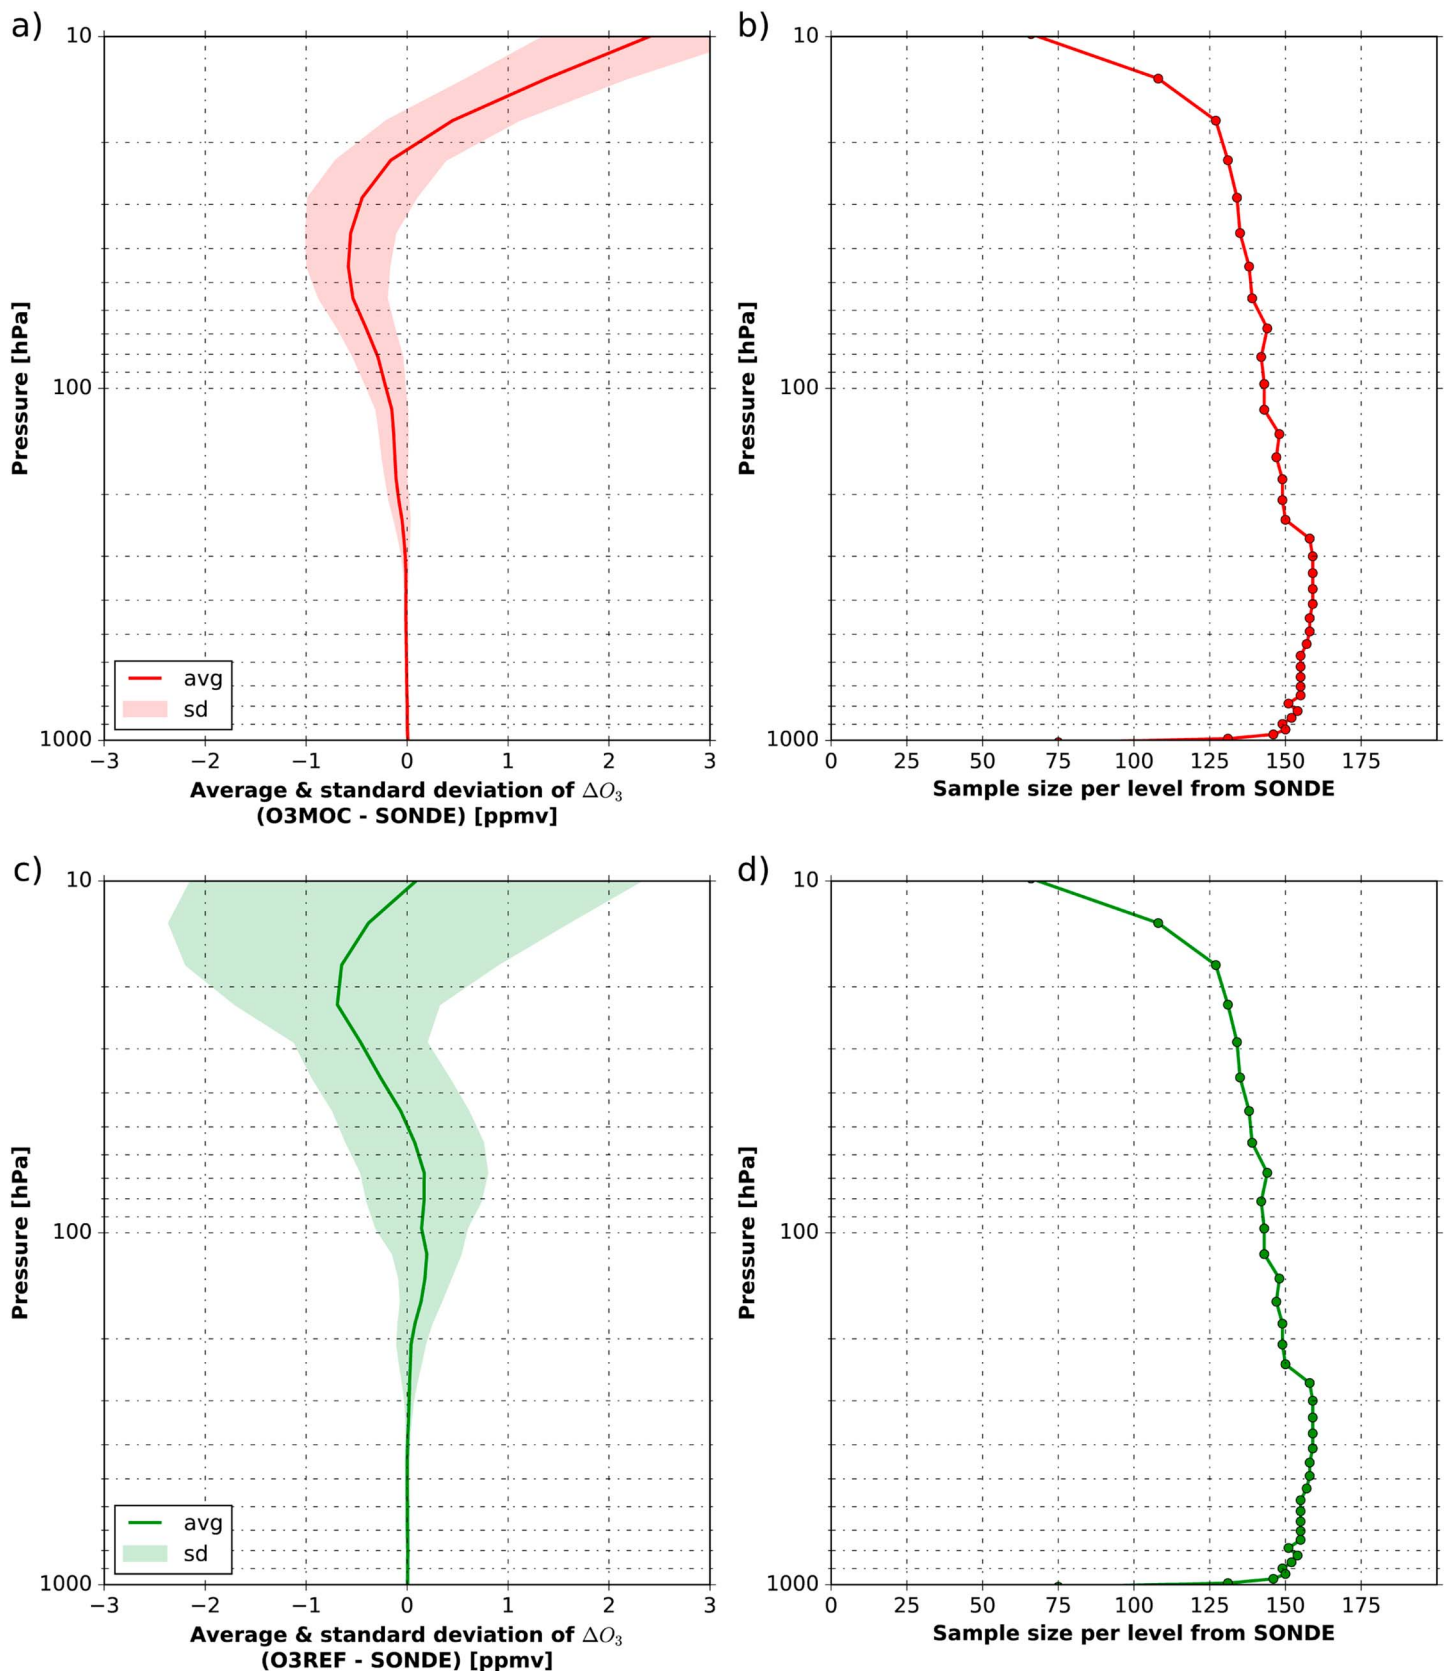 a)
10
100
1000
Pressure [hPa]
avg
sd
−3 −2 −1 0 1 2 3
Average & standard deviation of ΔO₃
(O3MOC - SONDE) [ppmv]
b)
10
100
1000
Pressure [hPa]
0 25 50 75 100 125 150 175
Sample size per level from SONDE
c)
10
100
1000
Pressure [hPa]
avg
sd
−3 −2 −1 0 1 2 3
Average & standard deviation of ΔO₃
(O3REF - SONDE) [ppmv]
d)
10
100
1000
Pressure [hPa]
0 25 50 75 100 125 150 175
Sample size per level from SONDE